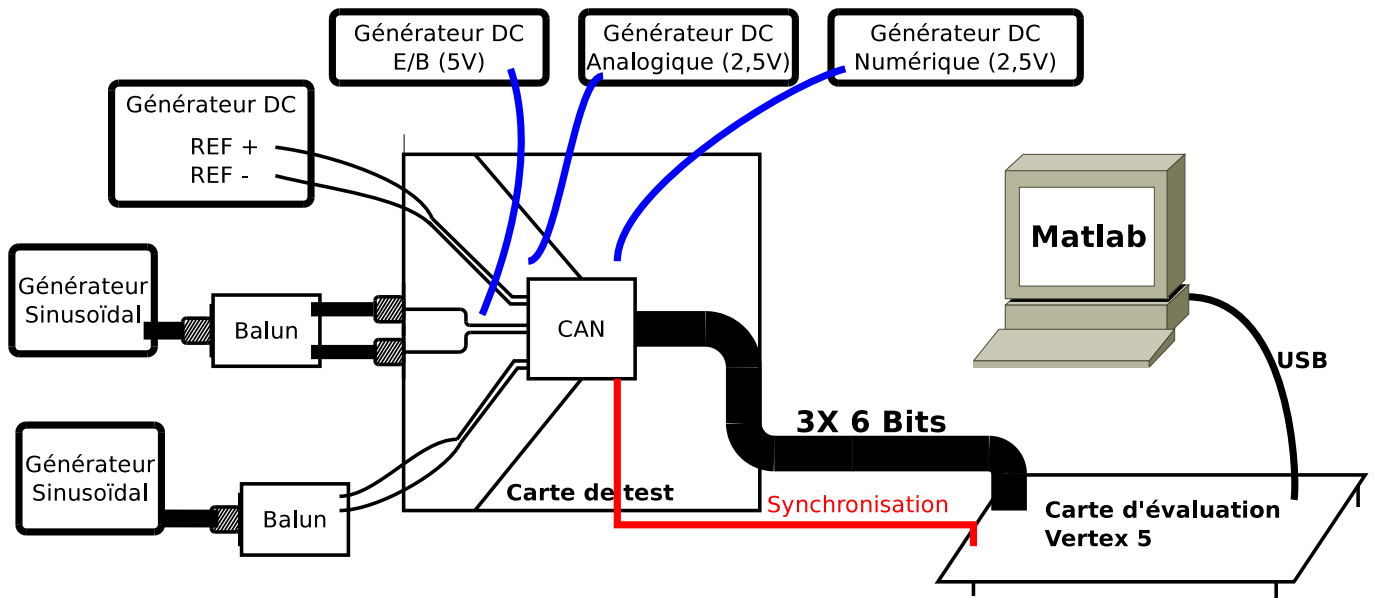 Générateur DC
E/B (5V)
Générateur DC
Analogique (2,5V)
Générateur DC
Numérique (2,5V)
Générateur DC
REF +
REF -
Générateur
Sinusoïdal
Balun
CAN
Matlab
USB
3X 6 Bits
Générateur
Sinusoïdal
Balun
Carte de test
Synchronisation
Carte d'évaluation
Vertex 5